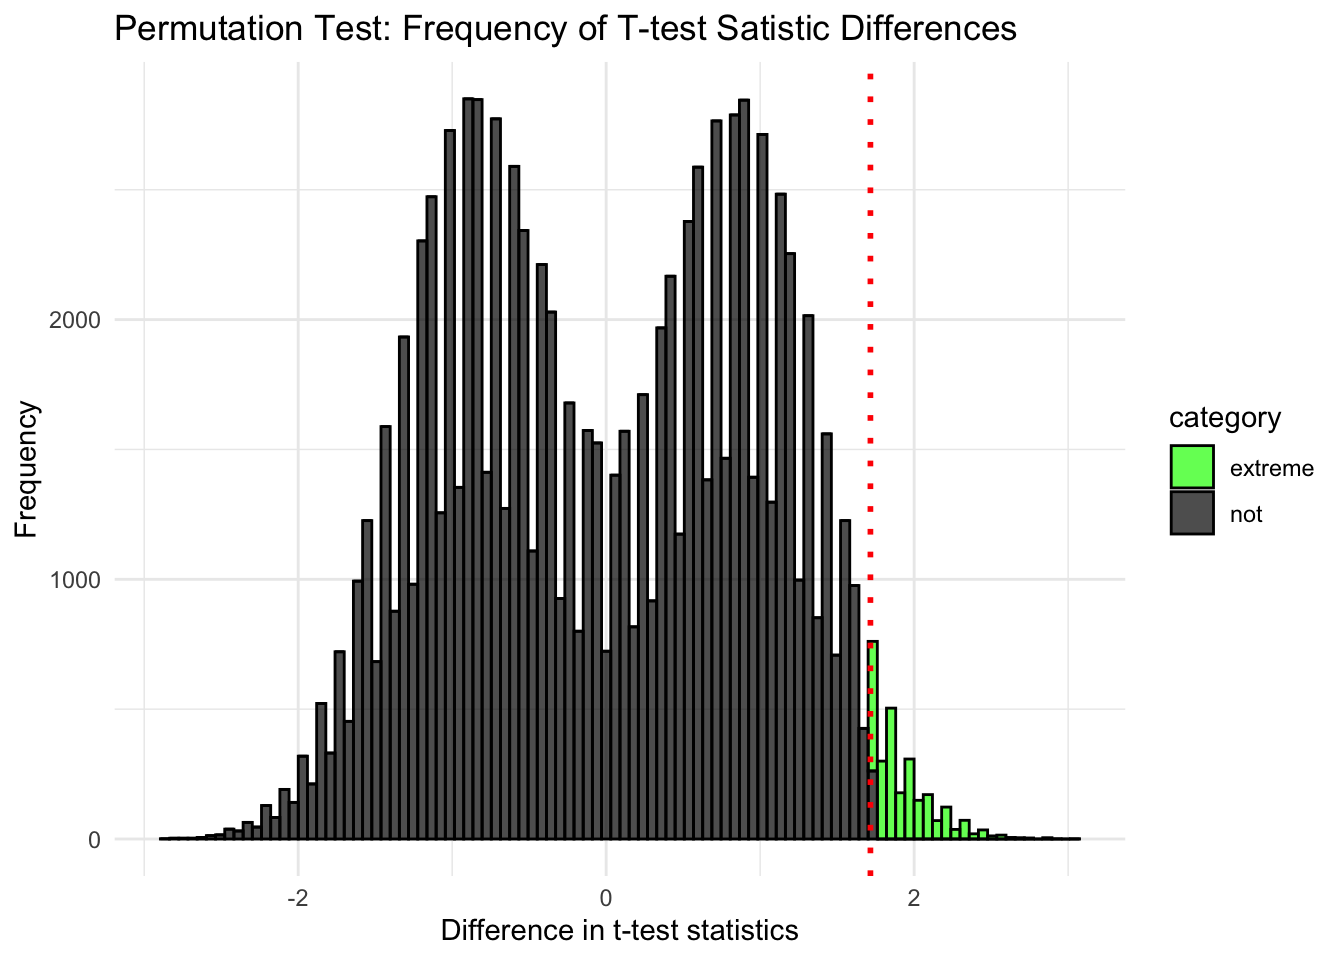 Permutation Test: Frequency of T-test Satistic Differences
Frequency
2000
1000
0
-2
0
2
Difference in t-test statistics
category
extreme
not